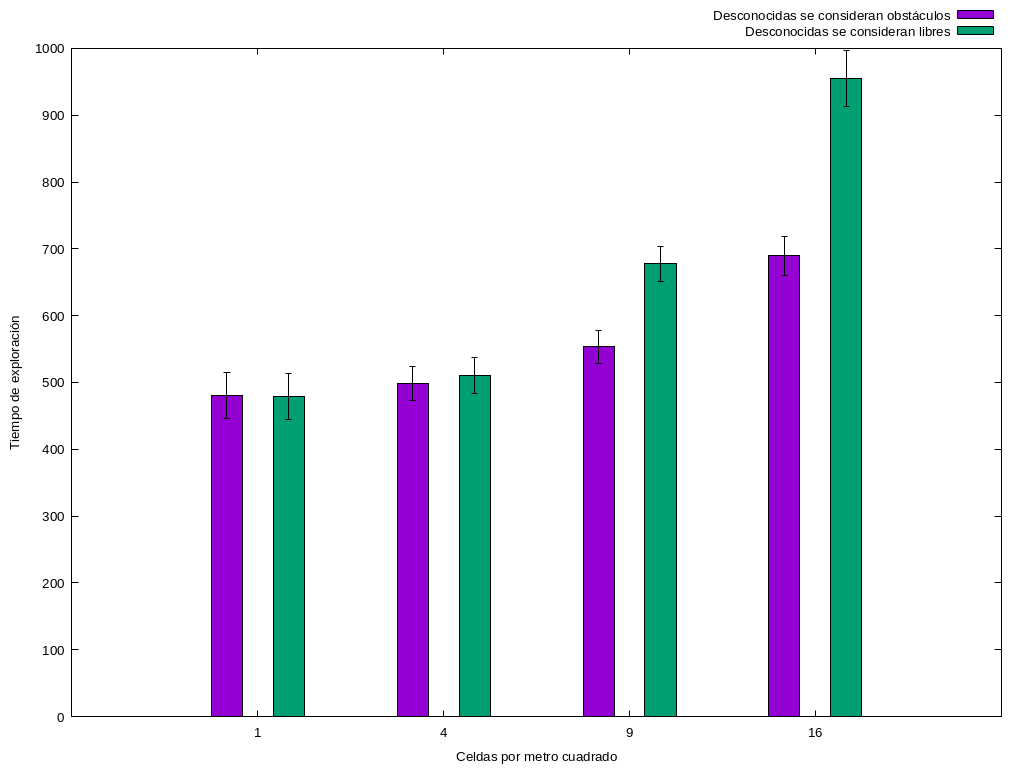 Desconocidas se consideran obstáculos
Desconocidas se consideran libres
1000
900
800
700
600
500
400
300
200
100
0
Tiempo de exploración
1 4 9 16
Celdas por metro cuadrado